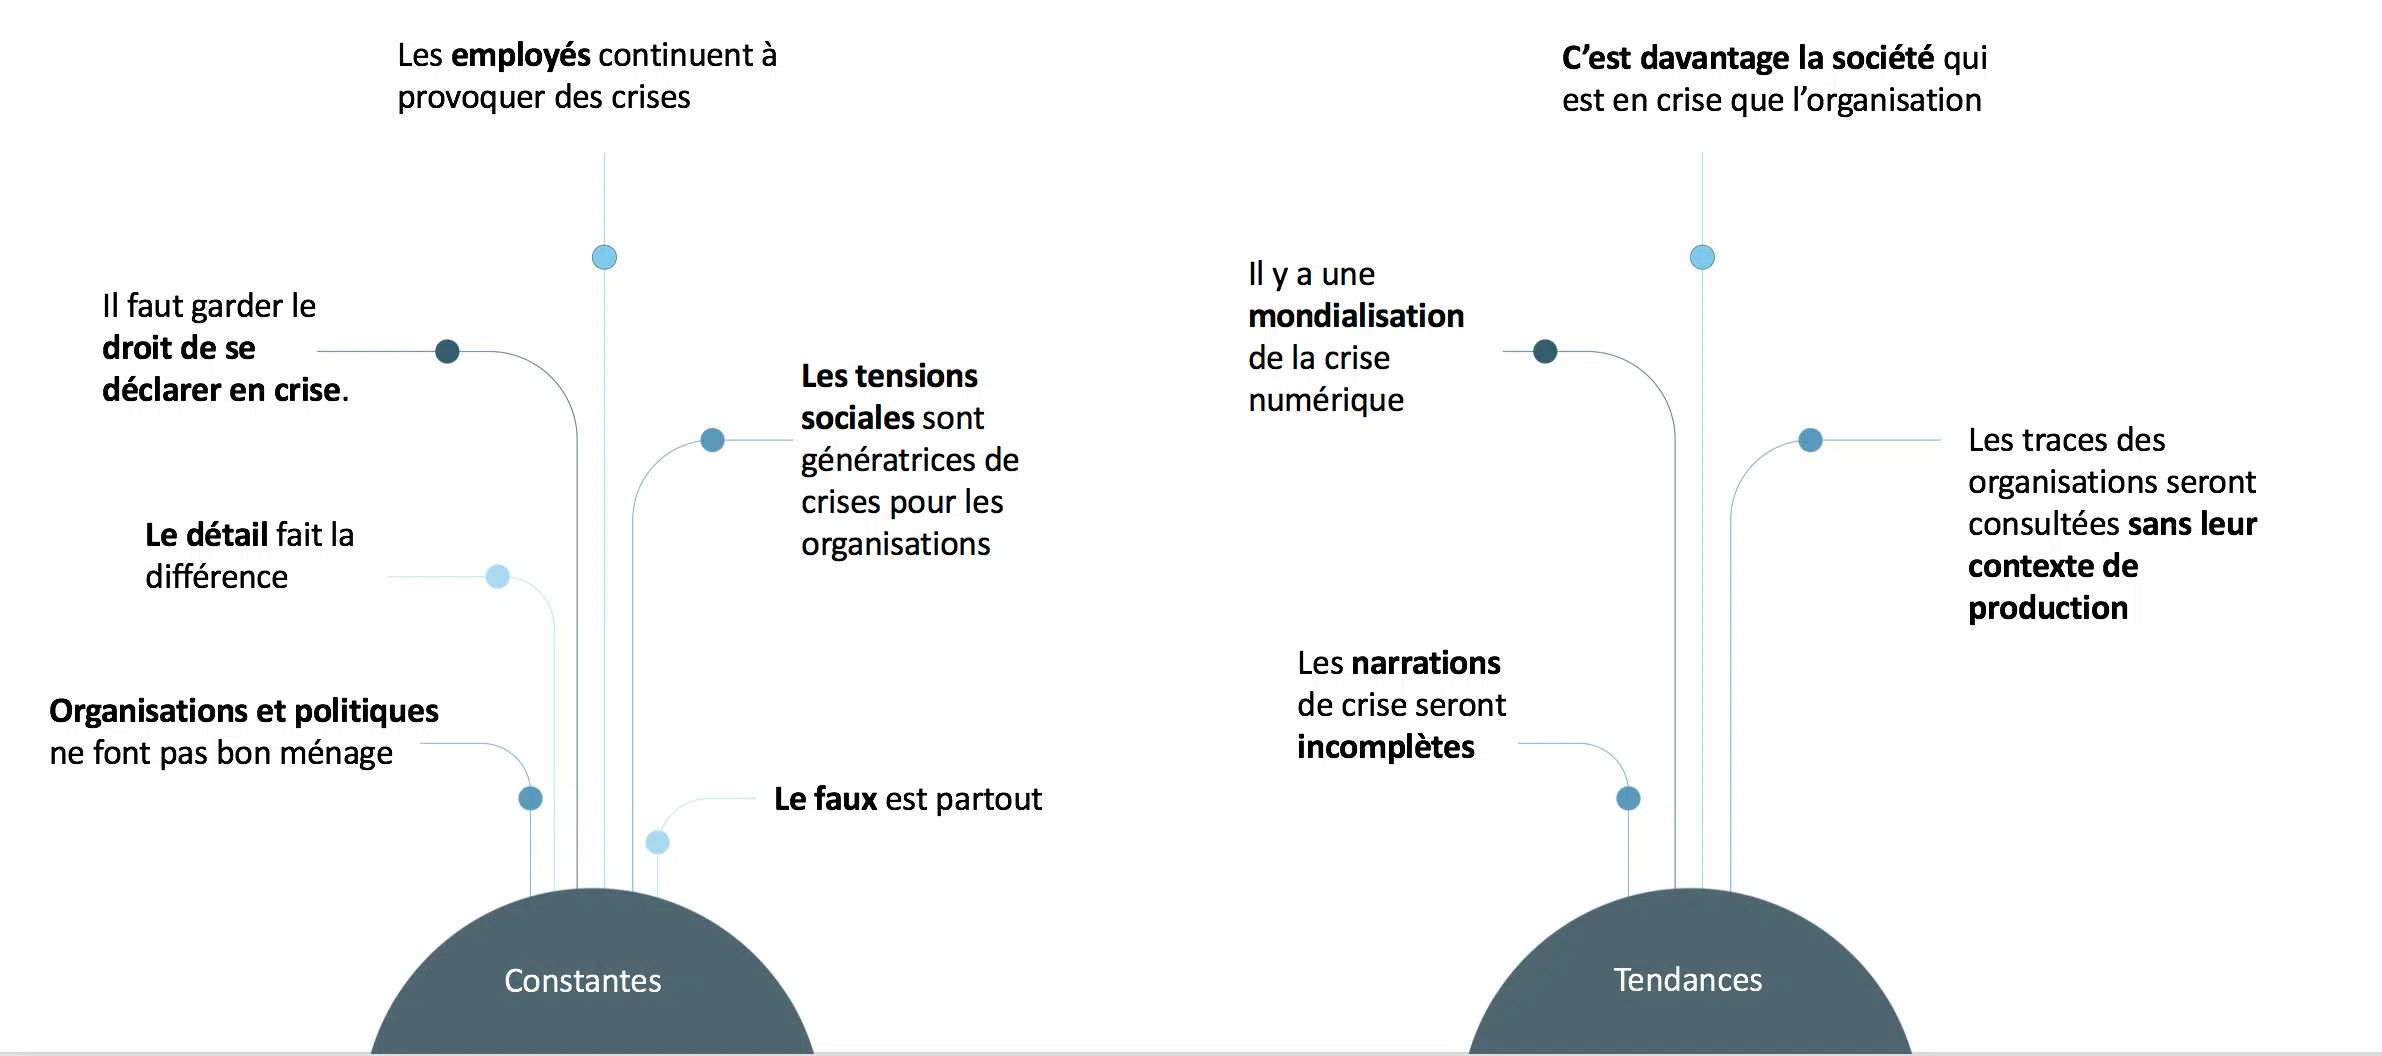 Les employés continuent à
provoquer des crises
Il faut garder le
droit de se
déclarer en crise.
Les tensions
sociales sont
génératrices de
crises pour les
organisations
Le détail fait la
différence
Organisations et politiques
ne font pas bon ménage
Le faux est partout
Constantes
C’est davantage la société qui
est en crise que l’organisation
Il y a une
mondialisation
de la crise
numérique
Les traces des
organisations seront
consultées sans leur
contexte de
production
Les narrations
de crise seront
incomplètes
Tendances